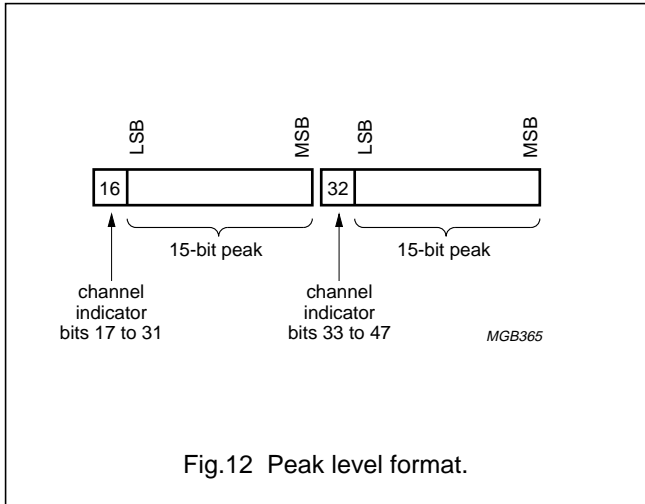 LSB MSB LSB MSB
16 32
15-bit peak 15-bit peak
channel
indicator
bits 17 to 31
channel
indicator
bits 33 to 47
MGB365
Fig.12 Peak level format.